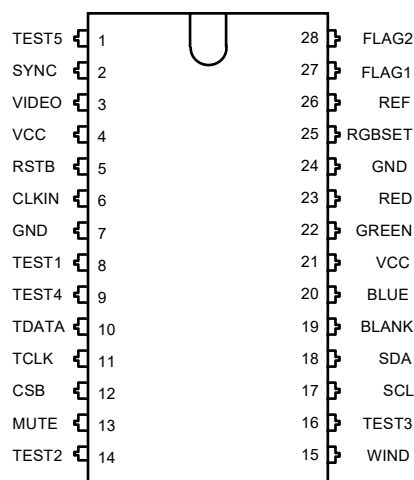 TEST5 1 28 FLAG2
SYNC 2 27 FLAG1
VIDEO 3 26 REF
VCC 4 25 RGBSET
RSTB 5 24 GND
CLKIN 6 23 RED
GND 7 22 GREEN
TEST1 8 21 VCC
TEST4 9 20 BLUE
TDATA 10 19 BLANK
TCLK 11 18 SDA
CSB 12 17 SCL
MUTE 13 16 TEST3
TEST2 14 15 WIND